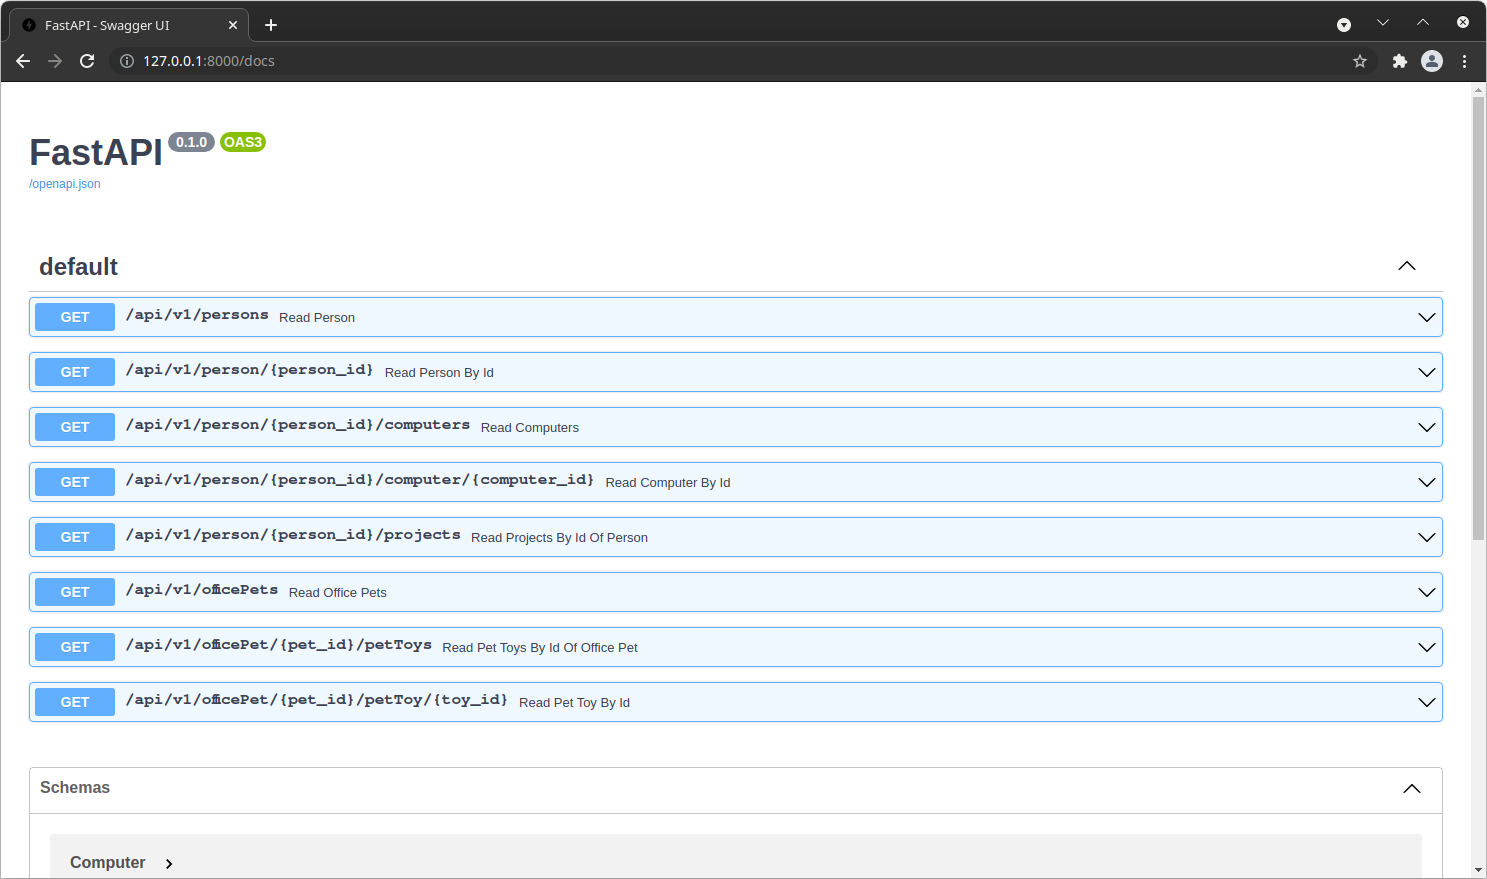 FastAPI - Swagger UI
127.0.0.1:8000/docs
FastAPI 0.1.0 OAS3
/openapi.json
default
GET /api/v1/persons Read Person
GET /api/v1/person/{person_id} Read Person By Id
GET /api/v1/person/{person_id}/computers Read Computers
GET /api/v1/person/{person_id}/computer/{computer_id} Read Computer By Id
GET /api/v1/person/{person_id}/projects Read Projects By Id Of Person
GET /api/v1/officePets Read Office Pets
GET /api/v1/officePet/{pet_id}/petToys Read Pet Toys By Id Of Office Pet
GET /api/v1/officePet/{pet_id}/petToy/{toy_id} Read Pet Toy By Id
Schemas
Computer